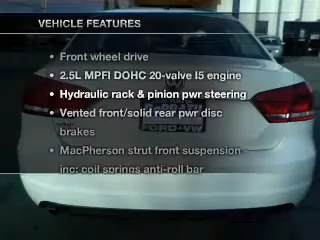 VEHICLE FEATURES
• Front wheel drive
• 2.5L MPFI DOHC 20-valve I5 engine
• Hydraulic rack & pinion pwr steering
• Vented front/solid rear pwr disc
brakes
• MacPherson strut front suspension -
inc: coil springs anti-roll bar
FORD•VW